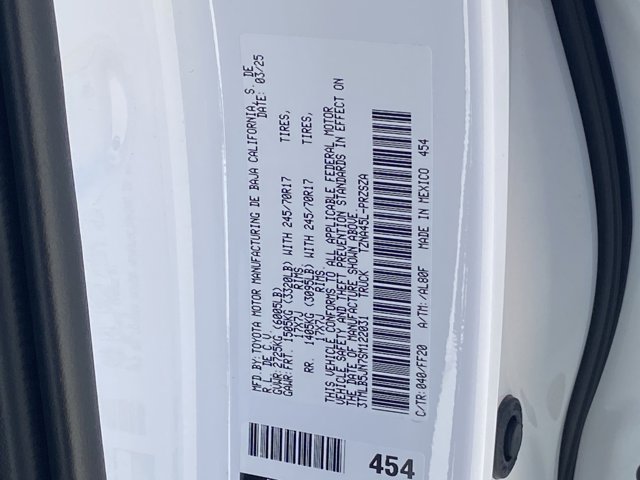 MFD.BY:TOYOTA MOTOR MANUFACTURING DE BAJA CALIFORNIA, S. DE
R.L. DE C.V. DATE: 03/25
GVWR:2725KG(6005LB)
GAWR:FRT. 1505KG(3320LB)WITH 245/70R17 TIRES,
17X7J RIMS
RR. 1405KG(3095LB)WITH 245/70R17 TIRES,
17X7J RIMS
THIS VEHICLE CONFORMS TO ALL APPLICABLE FEDERAL MOTOR
VEHICLE SAFETY AND THEFT PREVENTION STANDARDS IN EFFECT ON
THE DATE OF MANUFACTURE SHOWN ABOVE.
3TMLB5JN7SM122031 TRUCK TZNA45L-PRZSZA
C/TR:040/FF20 A/TM:/AL80F MADE IN MEXICO 454
454